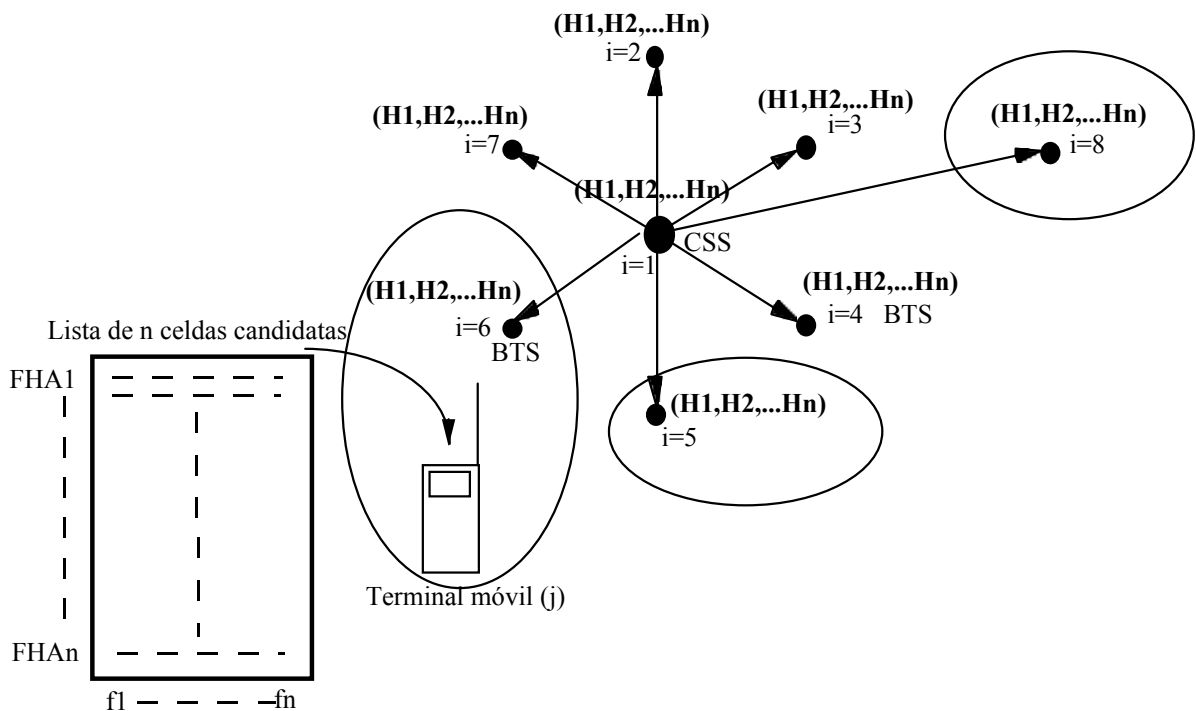 (H1,H2,...Hn)
i=2
(H1,H2,...Hn)
i=3
(H1,H2,...Hn)
i=7
(H1,H2,...Hn)
i=8
(H1,H2,...Hn)
CSS
i=1
(H1,H2,...Hn)
i=6
BTS
(H1,H2,...Hn)
i=4 BTS
Lista de n celdas candidatas
(H1,H2,...Hn)
i=5
FHA1
Terminal móvil (j)
FHAn
f1
fn